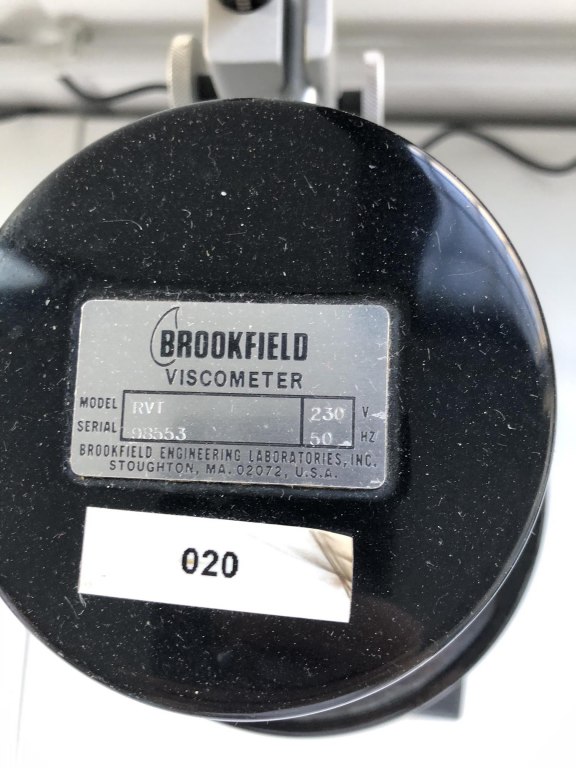 BROOKFIELD
VISCOMETER
MODEL RVT 230 V
SERIAL 98553 50 HZ
BROOKFIELD ENGINEERING LABORATORIES, INC.
STOUGHTON, MA. 02072, U.S.A.
020